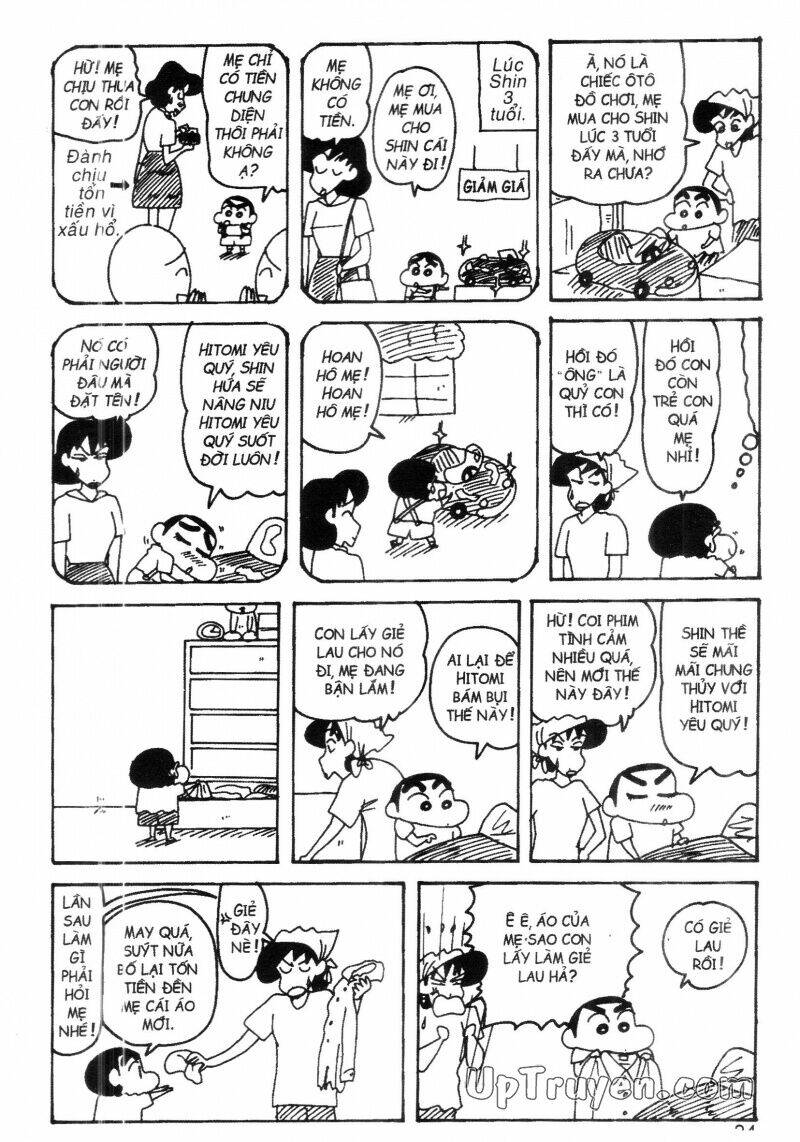 À, NÓ LÀ
CHIẾC ÔTÔ
ĐỒ CHƠI, MẸ
MUA CHO SHIN
LÚC 3 TUỔI
ĐẤY MÀ, NHỚ
RA CHƯA?
Lúc
Shin
3
tuổi.
GIẢM GIÁ
MẸ ƠI,
MẸ MUA
CHO
SHIN CÁI
NÀY ĐI!
MẸ
KHÔNG
CÓ
TIỀN.
MẸ CHỈ
CÓ TIỀN
CHƯNG
DIỆN
THÔI PHẢI
KHÔNG
Ạ?
HỪ! MẸ
CHỊU THUA
CON RỒI
ĐẤY!
Đành
chịu
tổn
tiền vì
xấu hổ.
HỒI
ĐÓ CON
CÒN
TRẺ CON
QUÁ
MẸ
NHỈ!
HỒI ĐÓ
"ÔNG" LÀ
QUỶ CON
THÌ CÓ!
HOAN
HÔ MẸ!
HOAN
HÔ MẸ!
HITOMI YÊU
QUÝ, SHIN
HỨA SẼ
NÂNG NIU
HITOMI YÊU
QUÝ SUỐT
ĐỜI LUÔN!
NÓ CÓ
PHẢI NGƯỜI
ĐÂU MÀ
ĐẶT TÊN!
SHIN THỀ
SẼ MÃI
MÃI CHUNG
THỦY VỚI
HITOMI
YÊU QUÝ!
HỪ! COI PHIM
TÌNH CẢM
NHIỀU QUÁ,
NÊN MỚI THẾ
NÀY ĐÂY!
AI LẠI ĐỂ
HITOMI
BÁM BỤI
THẾ NÀY!
CON LẤY GIẺ
LAU CHO NÓ
ĐI, MẸ ĐANG
BẬN LẮM!
CÓ GIẺ
LAU
RỒI!
Ê Ê, ÁO CỦA
MẸ SAO CON
LẤY LÀM GIẺ
LAU HẢ?
GIẺ
ĐÂY
NÈ!
MAY QUÁ,
SUÝT NỮA
BỐ LẠI TỐN
TIỀN ĐỀN
MẸ CÁI ÁO
MỚI.
LẦN
SAU
LÀM
GÌ
PHẢI
HỎI
MẸ
NHÉ!
UpTruyen.com